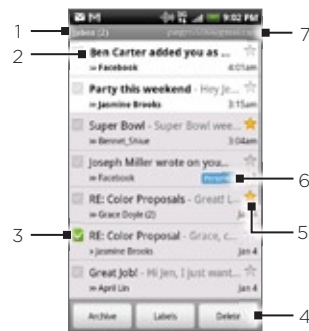 9:02 PM
1
Inbox (2)
7
2
Ben Carter added you as ...
» Facebook
4:01am
Party this weekend - Hey Je...
» Jasmine Brooks
3:15am
Super Bowl - Super Bowl wee...
» Bennet_Shiue
3:04am
Joseph Miller wrote on you...
» Facebook
6
RE: Color Proposals - Great! L
» Grace Doyle (2)
5
3
RE: Color Proposal - Grace, c...
» Jasmine Brooks
Jan 4
Great Job! - Hi Jen, I just want...
» April Lin
Jan 4
Archive
Labels
Delete
4